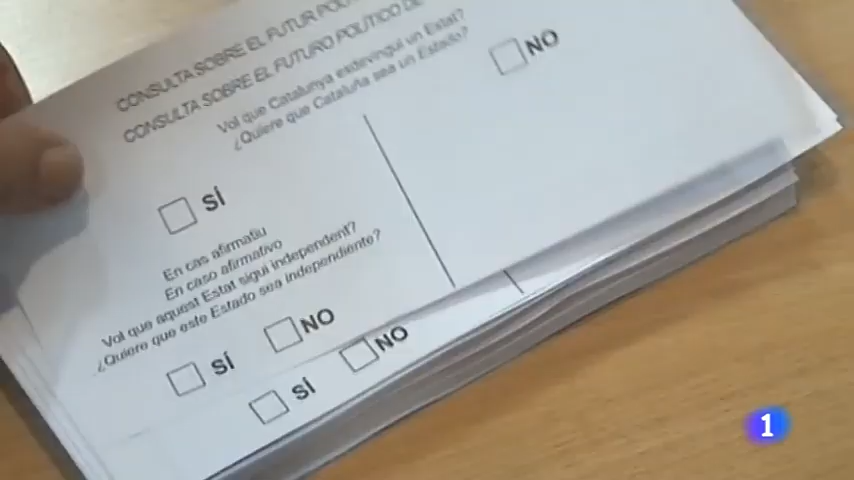 CONSULTA SOBRE EL FUTUR
CONSULTA SOBRE EL FUTURO POLÍTICO DE
Vol que Catalunya esdevingui un Estat?
¿Quiere que Cataluña sea un Estado?
NO
SÍ
En cas afirmatiu
En caso afirmativo
Vol que aquest Estat sigui independent?
¿Quiere que este Estado sea independiente?
SÍ
NO
SÍ
NO
1